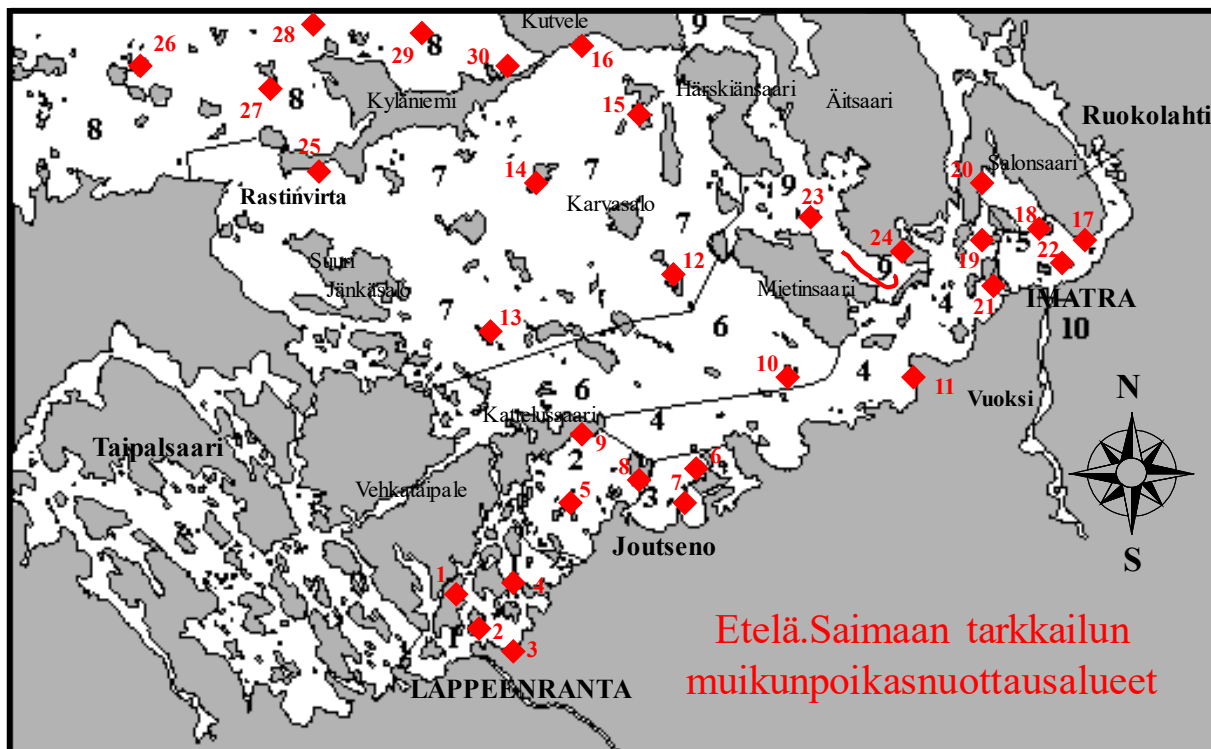 28
29
8
Kutvele
9
26
30
16
27
8
Kyläniemi
15
Härskiänsaari
Äitsaari
8
Ruokolahti
25
14
7
7
9
20
Salonsaari
Rastinvirta
Karvasalo
23
18
17
7
24
19
5
22
Suuri
Jänkäsalo
12
9
Mietinsaari
21
IMATRA
10
7
13
6
4
10
4
11
Vuoksi
N
6
Kattelussaari
4
9
Taipalsaari
2
8
6
Vehkataipale
5
7
3
Joutseno
S
1
4
2
1
3
LAPPEENRANTA
Etelä.Saimaan tarkkailun
muikunpoikasnuottausalueet